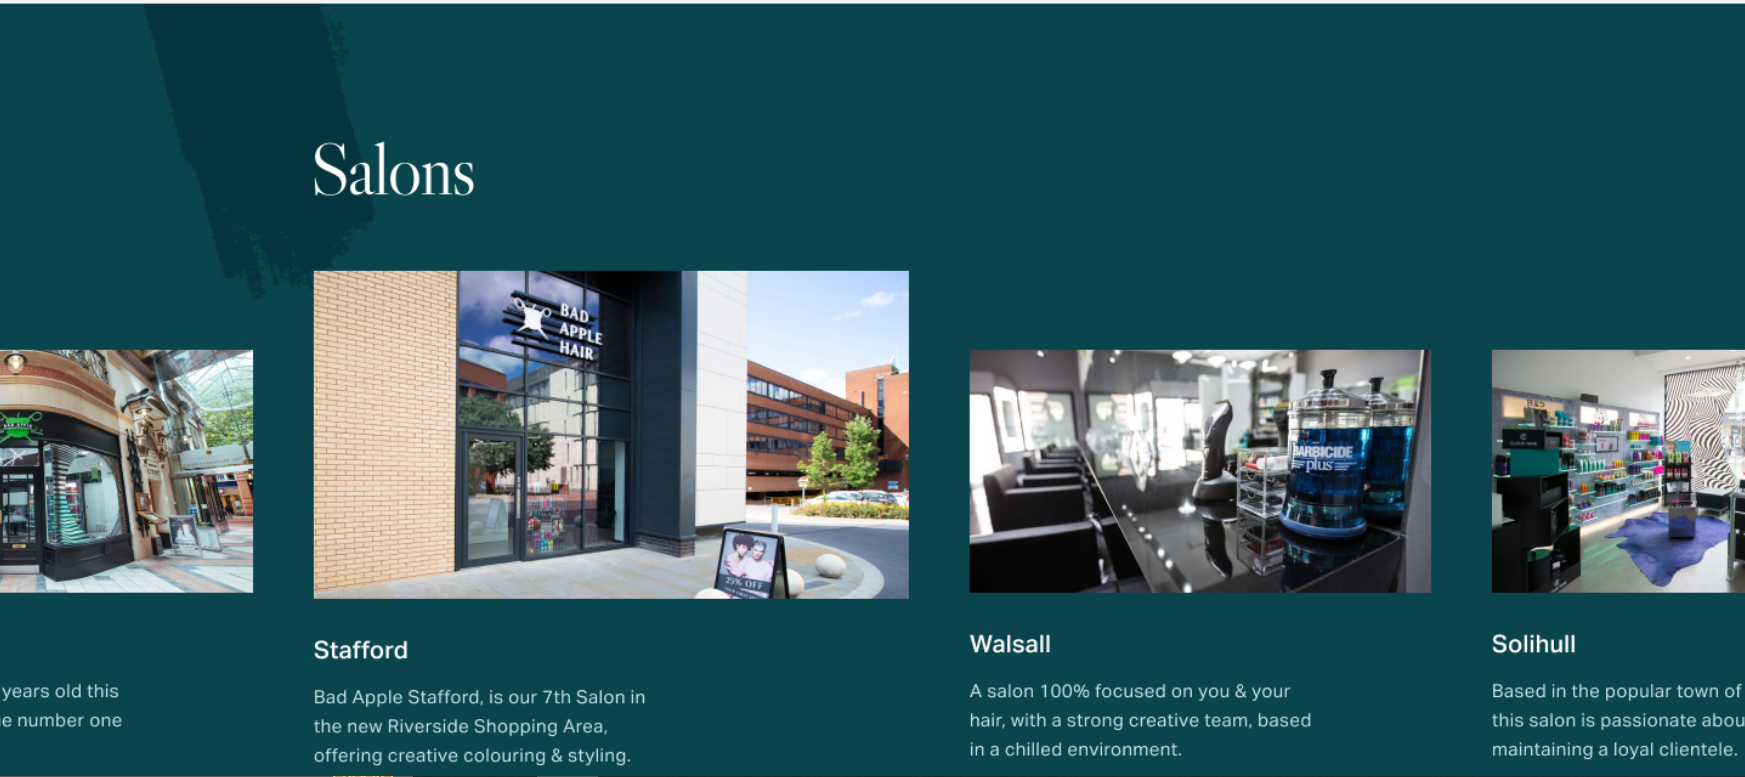 Salons
BAD
APPLE
HAIR
25% OFF
BAD APPLE
BARBICIDE
plus
years old this
number one
Stafford
Bad Apple Stafford, is our 7th Salon in
the new Riverside Shopping Area,
offering creative colouring & styling.
Walsall
A salon 100% focused on you & your
hair, with a strong creative team, based
in a chilled environment.
Solihull
Based in the popular town of
this salon is passionate abou
maintaining a loyal clientele.